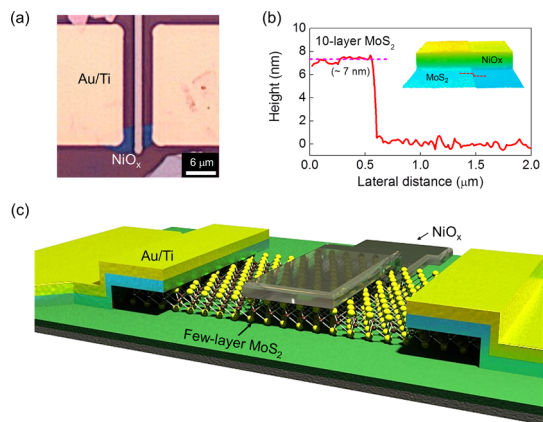 (a)
Au/Ti
NiOₓ
6 μm
(b)
10-layer MoS₂
(~ 7 nm)
NiOx
MoS₂
Height (nm)
10
8
6
4
2
0
0.0 0.5 1.0 1.5 2.0
Lateral distance (μm)
(c)
NiOₓ
Au/Ti
Few-layer MoS₂